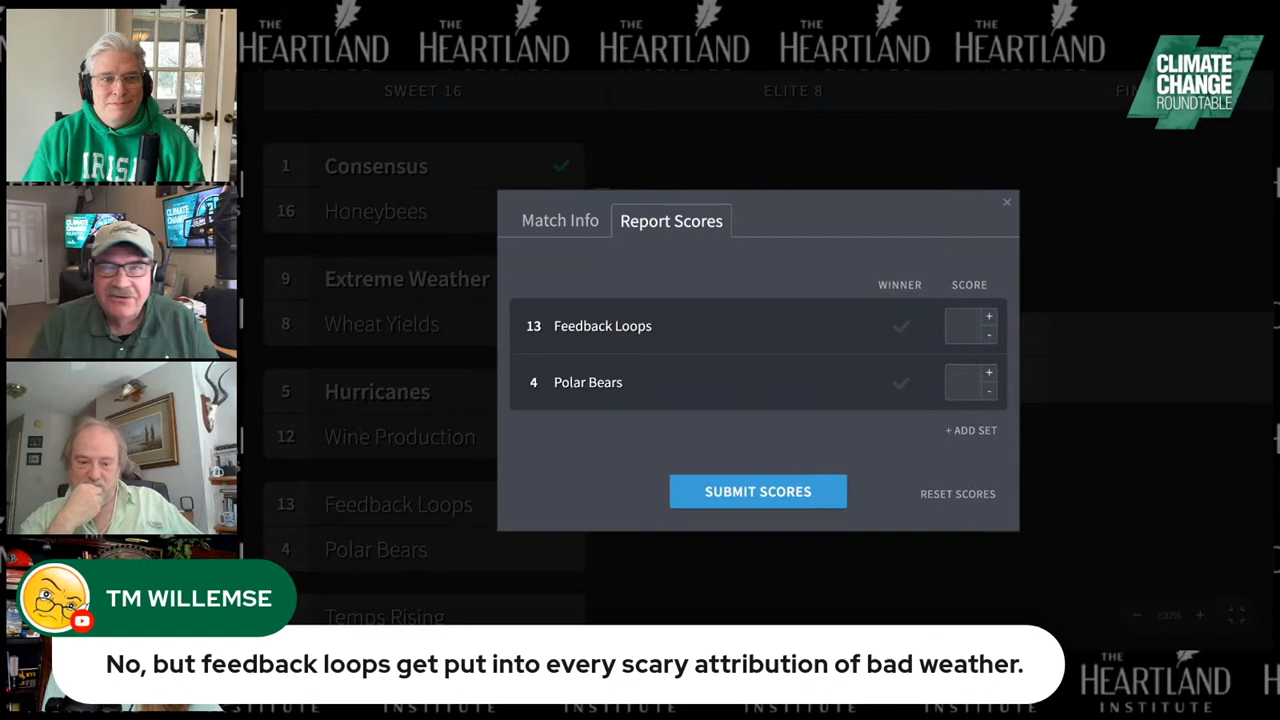 THE
HEARTLAND
THE
HEARTLAND
THE
HEARTLAND
THE
HEARTLAND
THE
HEARTLAND
CLIMATE
CHANGE
ROUNDTABLE
SWEET 16
ELITE 8
1 Consensus
16 Honeybees
9 Extreme Weather
8 Wheat Yields
5 Hurricanes
12 Wine Production
13 Feedback Loops
4 Polar Bears
Temps Rising
Match Info
Report Scores
×
WINNER
SCORE
13 Feedback Loops
+
-
4 Polar Bears
+
-
+ ADD SET
SUBMIT SCORES
RESET SCORES
IRISH
TM WILLEMSE
No, but feedback loops get put into every scary attribution of bad weather.
THE
HEARTLAND
INSTITUTE